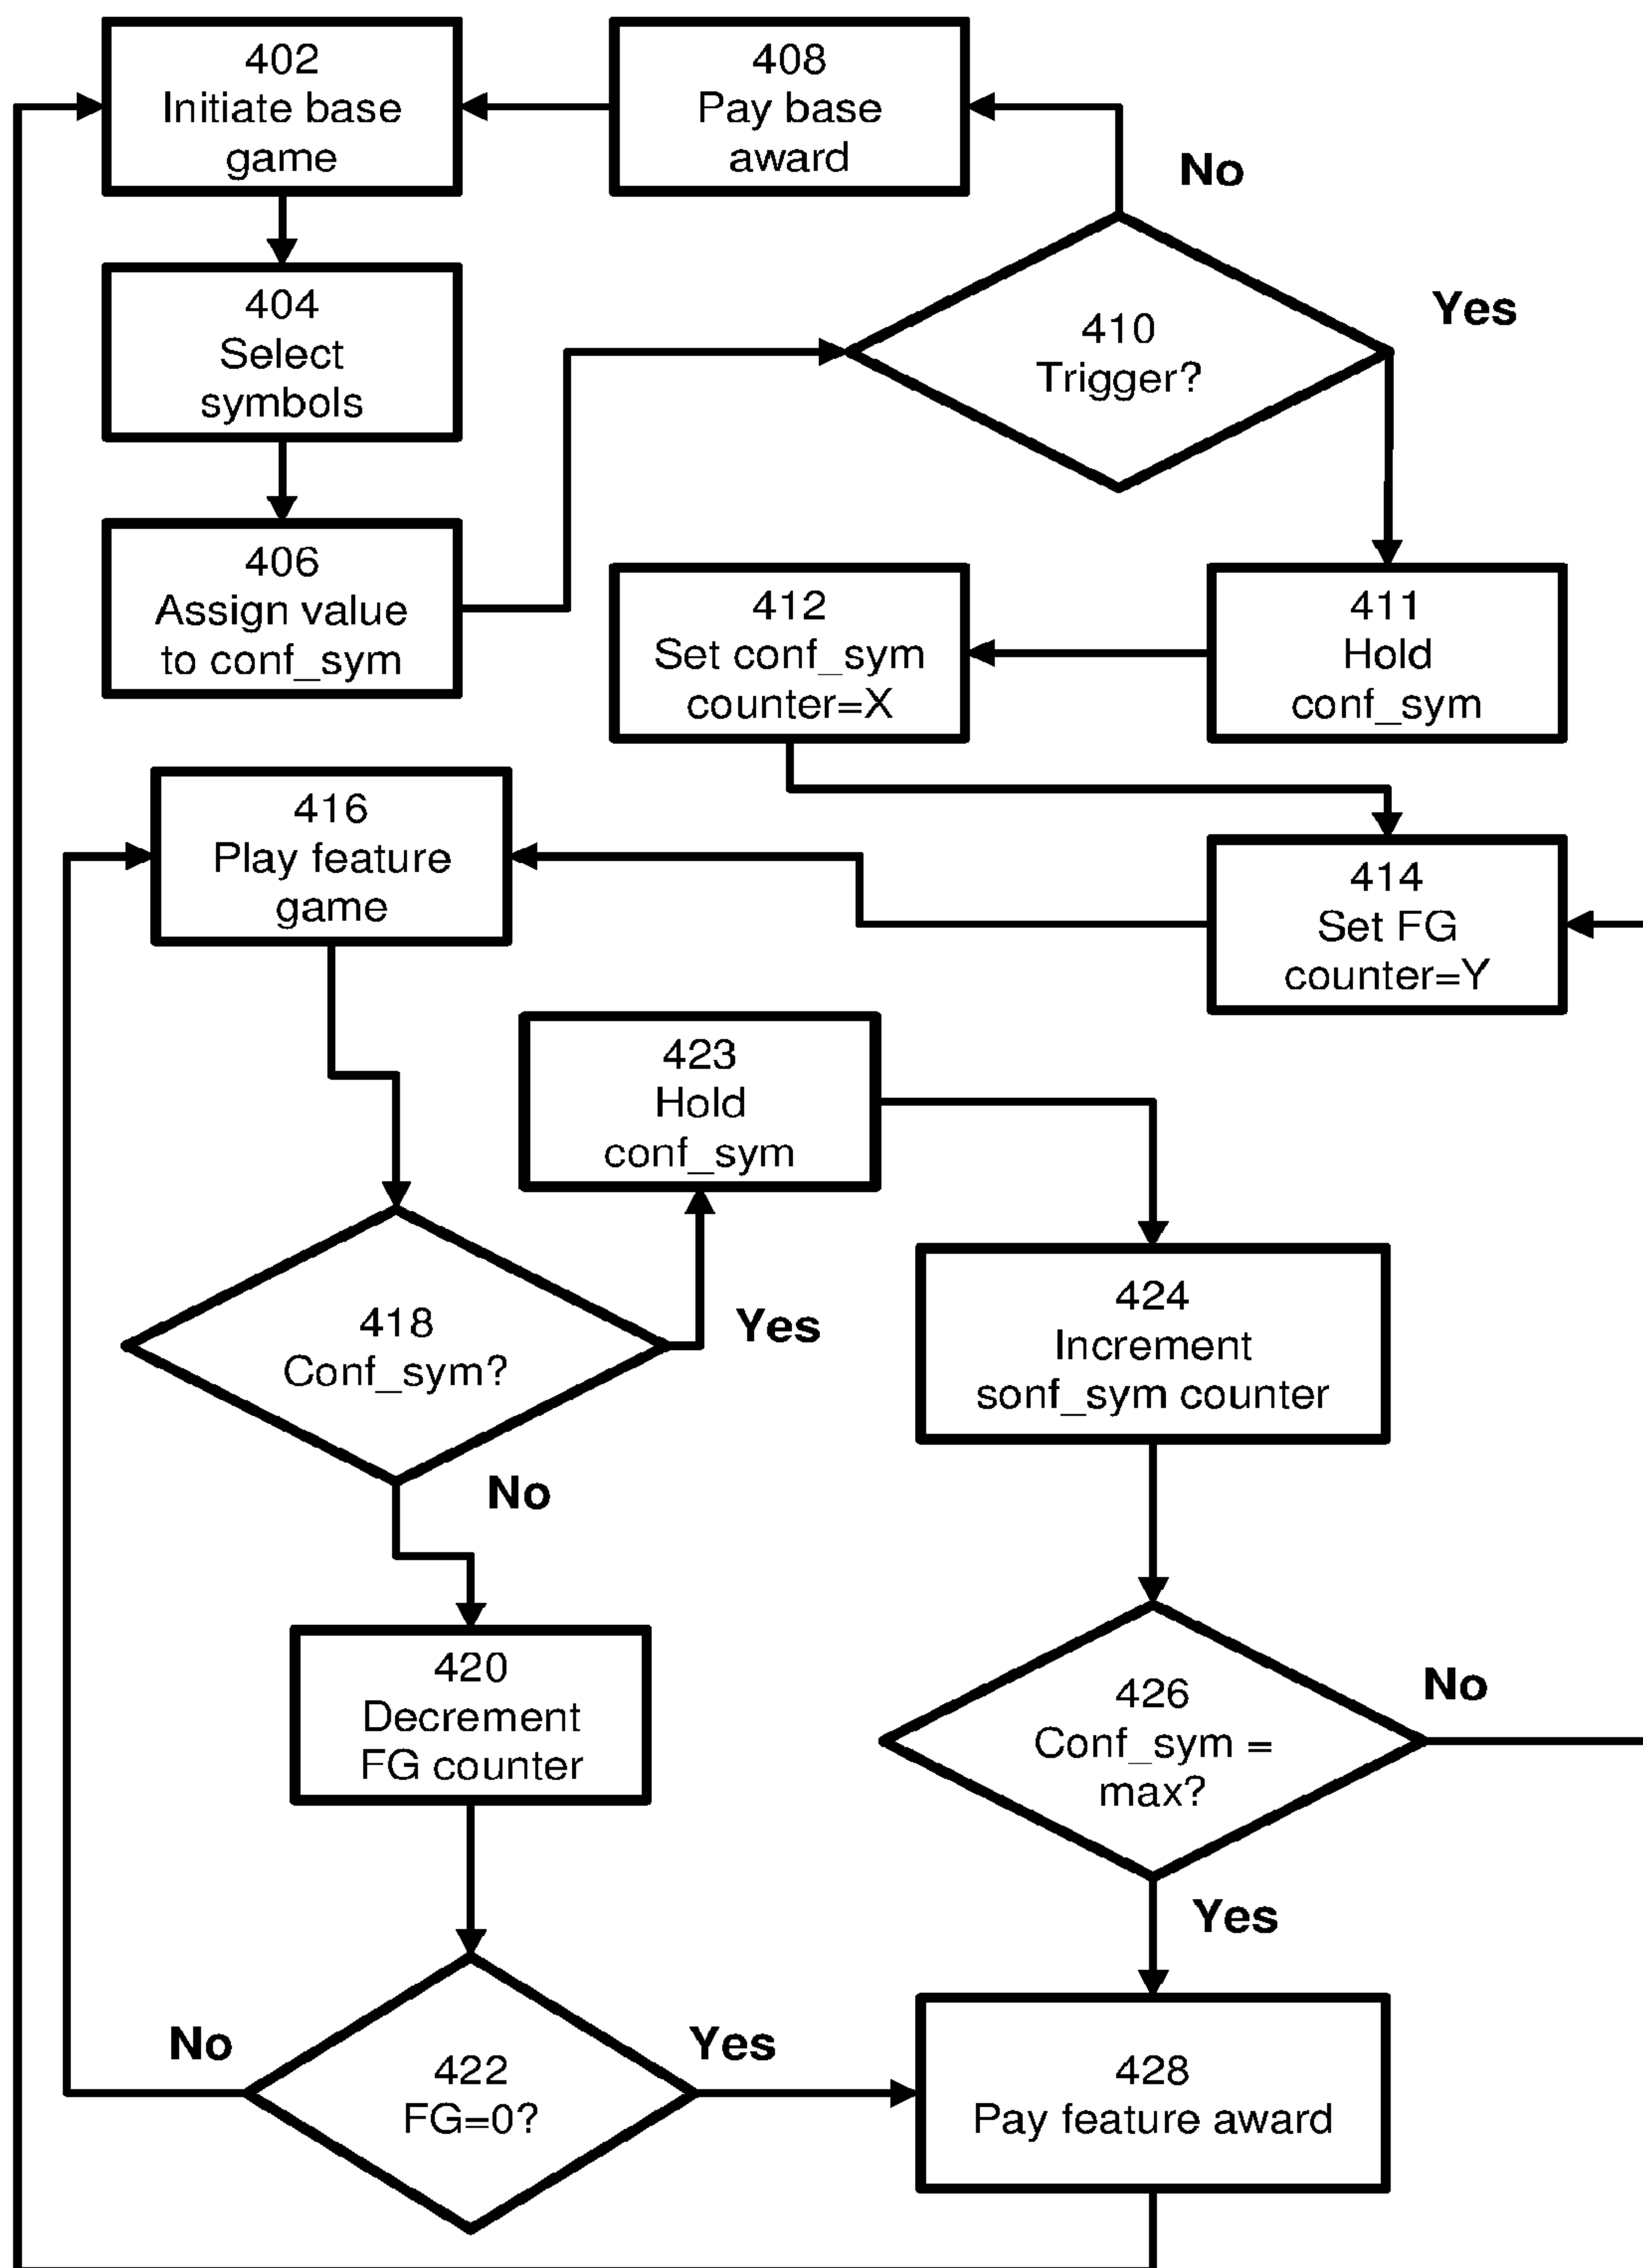 402
Initiate base
game
408
Pay base
award
No
404
Select
symbols
410
Trigger?
Yes
406
Assign value
to conf_sym
412
Set conf_sym
counter=X
411
Hold
conf_sym
416
Play feature
game
414
Set FG
counter=Y
423
Hold
conf_sym
418
Conf_sym?
Yes
No
424
Increment
sonf_sym counter
420
Decrement
FG counter
426
Conf_sym =
max?
No
Yes
422
FG=0?
No
Yes
428
Pay feature award